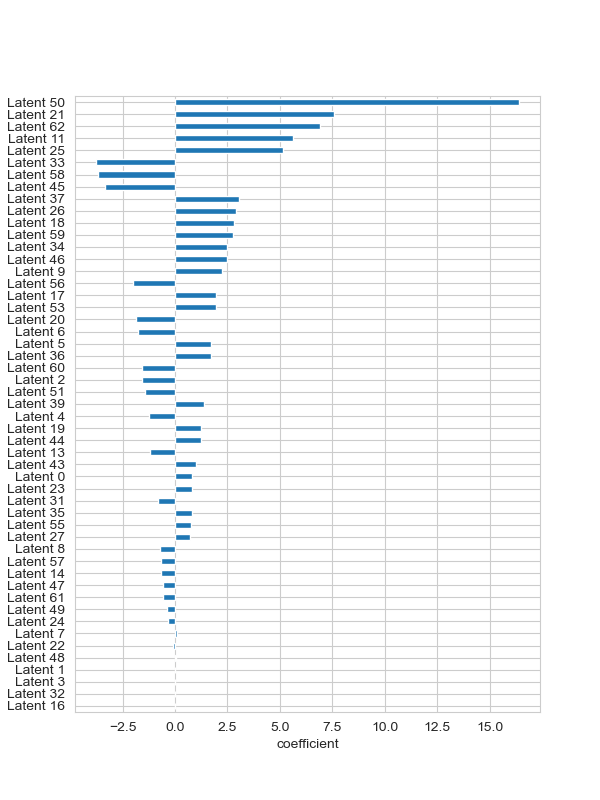 Latent 50
Latent 21
Latent 62
Latent 11
Latent 25
Latent 33
Latent 58
Latent 45
Latent 37
Latent 26
Latent 18
Latent 59
Latent 34
Latent 46
Latent 9
Latent 56
Latent 17
Latent 53
Latent 20
Latent 6
Latent 5
Latent 36
Latent 60
Latent 2
Latent 51
Latent 39
Latent 4
Latent 19
Latent 44
Latent 13
Latent 43
Latent 0
Latent 23
Latent 31
Latent 35
Latent 55
Latent 27
Latent 8
Latent 57
Latent 14
Latent 47
Latent 61
Latent 49
Latent 24
Latent 7
Latent 22
Latent 48
Latent 1
Latent 3
Latent 32
Latent 16
−2.5 0.0 2.5 5.0 7.5 10.0 12.5 15.0
coefficient